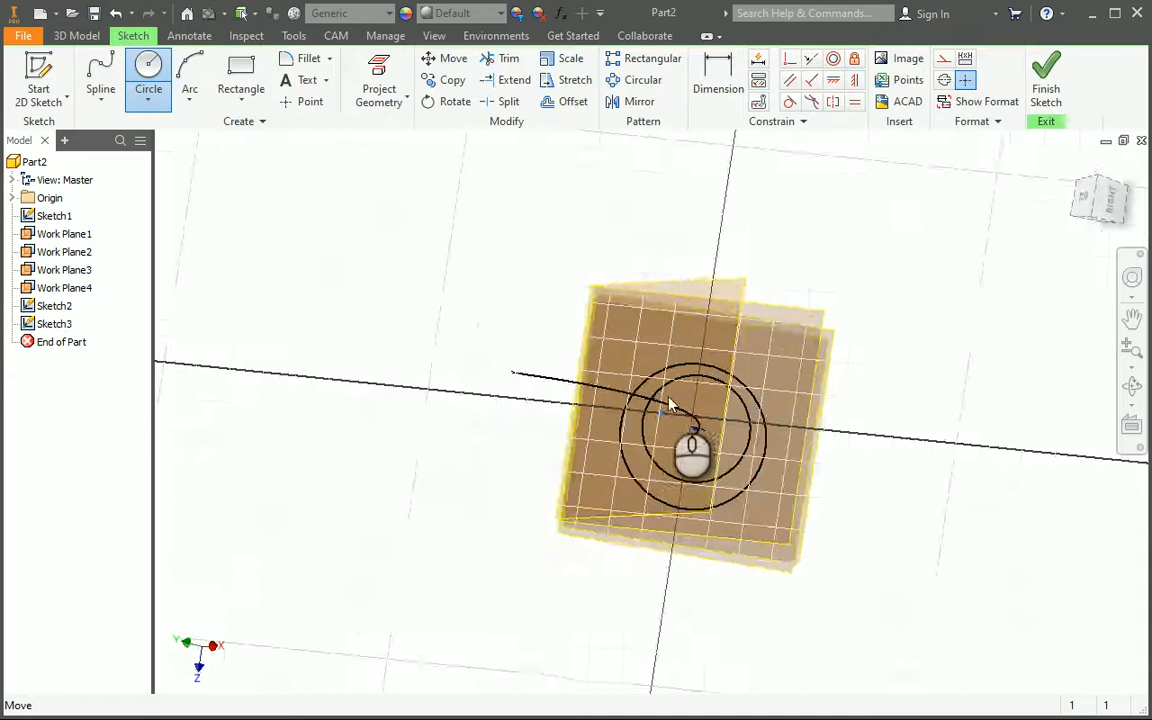 PRO
Generic
Default
fx
Part2
Search Help & Commands...
Sign In
File
3D Model
Sketch
Annotate
Inspect
Tools
CAM
Manage
View
Environments
Get Started
Collaborate
Start
2D Sketch
Spline
Circle
Arc
Rectangle
Fillet
Text
Point
Project
Geometry
Move
Copy
Rotate
Trim
Extend
Split
Scale
Stretch
Offset
Rectangular
Circular
Mirror
Dimension
Image
Points
ACAD
Show Format
Finish
Sketch
Sketch
Create
Modify
Pattern
Constrain
Insert
Format
Exit
Model
Part2
View: Master
Origin
Sketch1
Work Plane1
Work Plane2
Work Plane3
Work Plane4
Sketch2
Sketch3
End of Part
RIGHT
Y
X
Z
Move
1
1